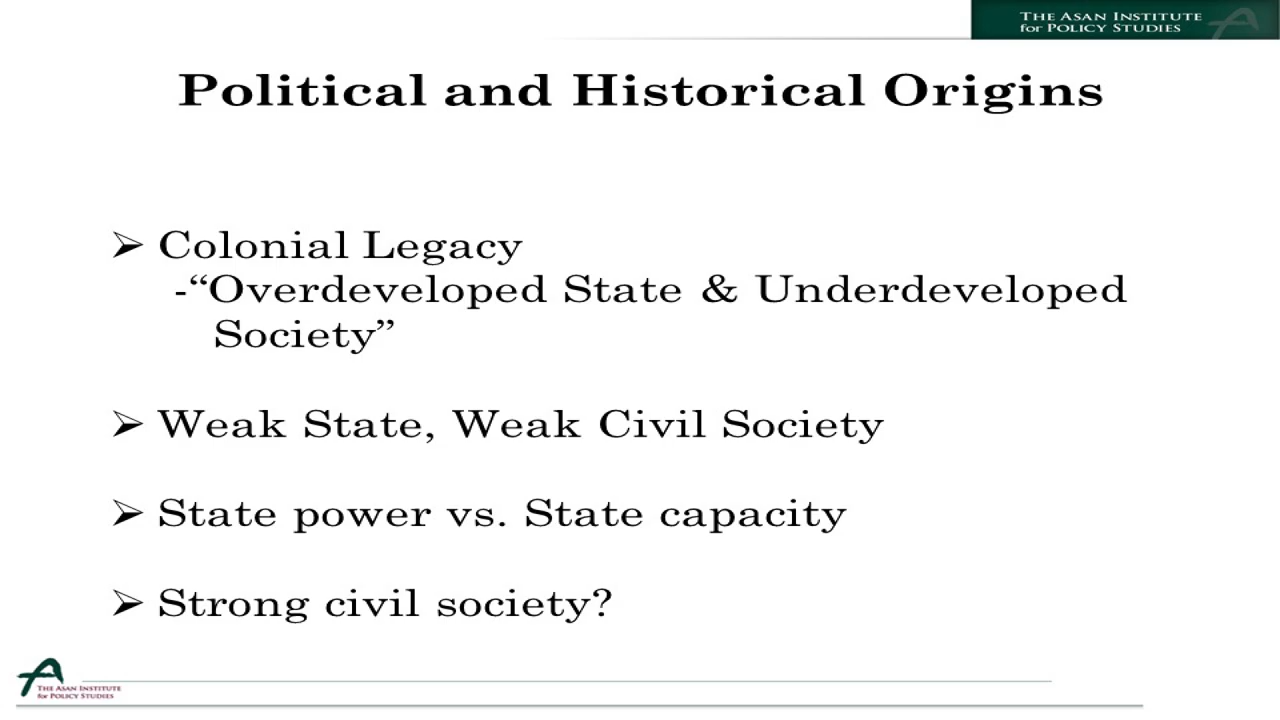 THE ASAN INSTITUTE
for POLICY STUDIES
Political and Historical Origins
➢ Colonial Legacy
-“Overdeveloped State & Underdeveloped
Society”
➢ Weak State, Weak Civil Society
➢ State power vs. State capacity
➢ Strong civil society?
THE ASAN INSTITUTE
for POLICY STUDIES